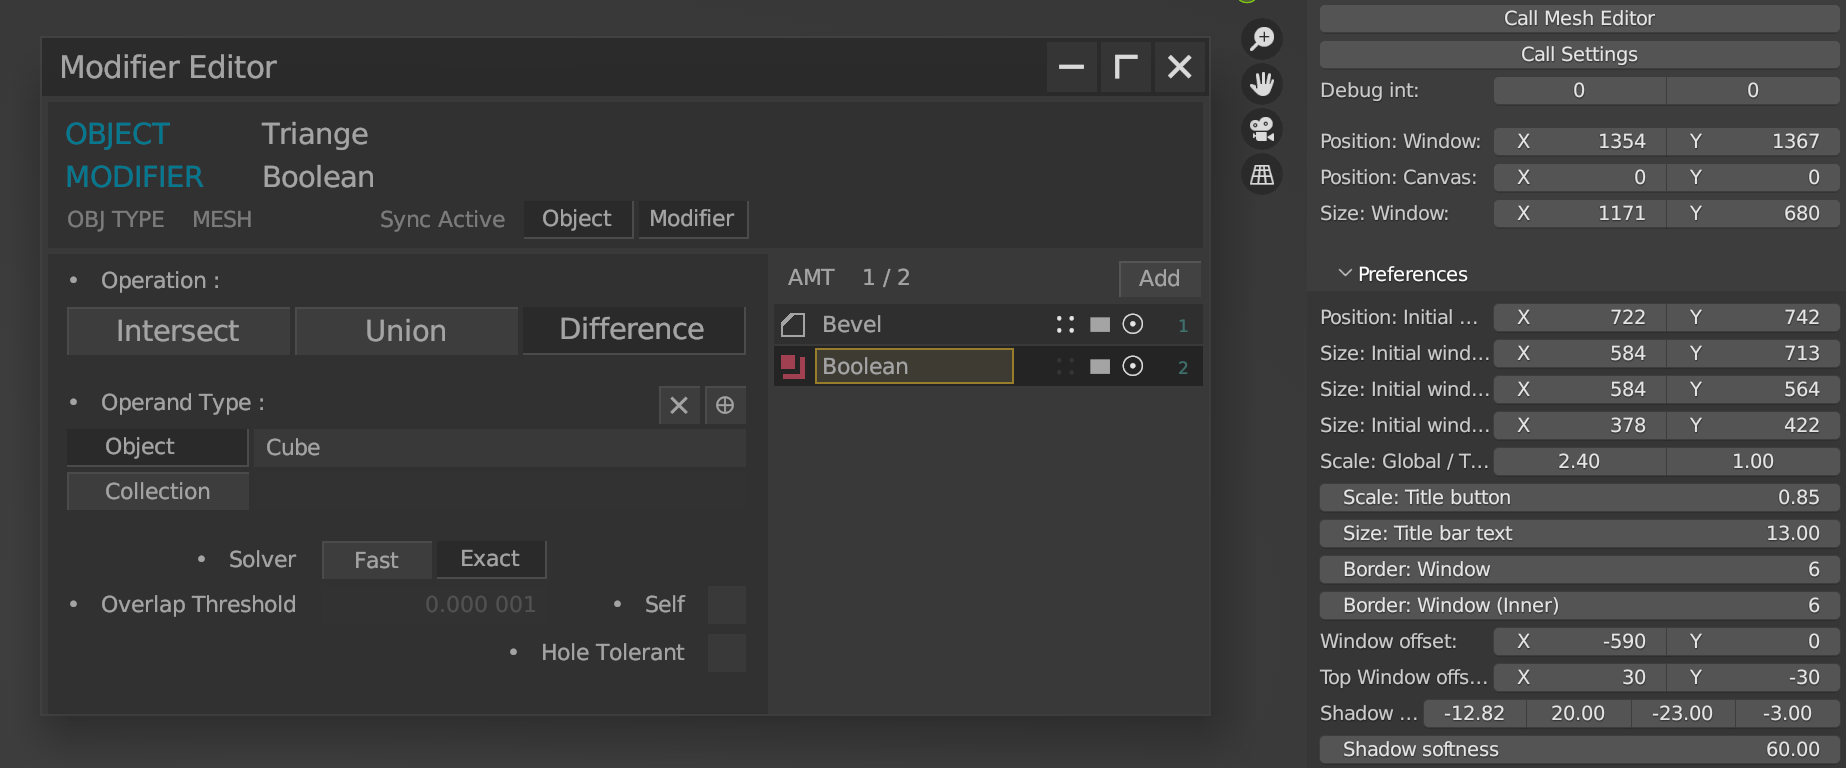 Modifier Editor
OBJECT Triange
MODIFIER Boolean
OBJ TYPE MESH Sync Active Object Modifier
• Operation :
Intersect Union Difference
• Operand Type :
Object Cube
Collection
• Solver Fast Exact
• Overlap Threshold 0.000 001 • Self
• Hole Tolerant
AMT 1 / 2 Add
Bevel 1
Boolean 2
Call Mesh Editor
Call Settings
Debug int: 0 0
Position: Window: X 1354 Y 1367
Position: Canvas: X 0 Y 0
Size: Window: X 1171 Y 680
Preferences
Position: Initial ... X 722 Y 742
Size: Initial wind... X 584 Y 713
Size: Initial wind... X 584 Y 564
Size: Initial wind... X 378 Y 422
Scale: Global / T... 2.40 1.00
Scale: Title button 0.85
Size: Title bar text 13.00
Border: Window 6
Border: Window (Inner) 6
Window offset: X -590 Y 0
Top Window offs... X 30 Y -30
Shadow ... -12.82 20.00 -23.00 -3.00
Shadow softness 60.00